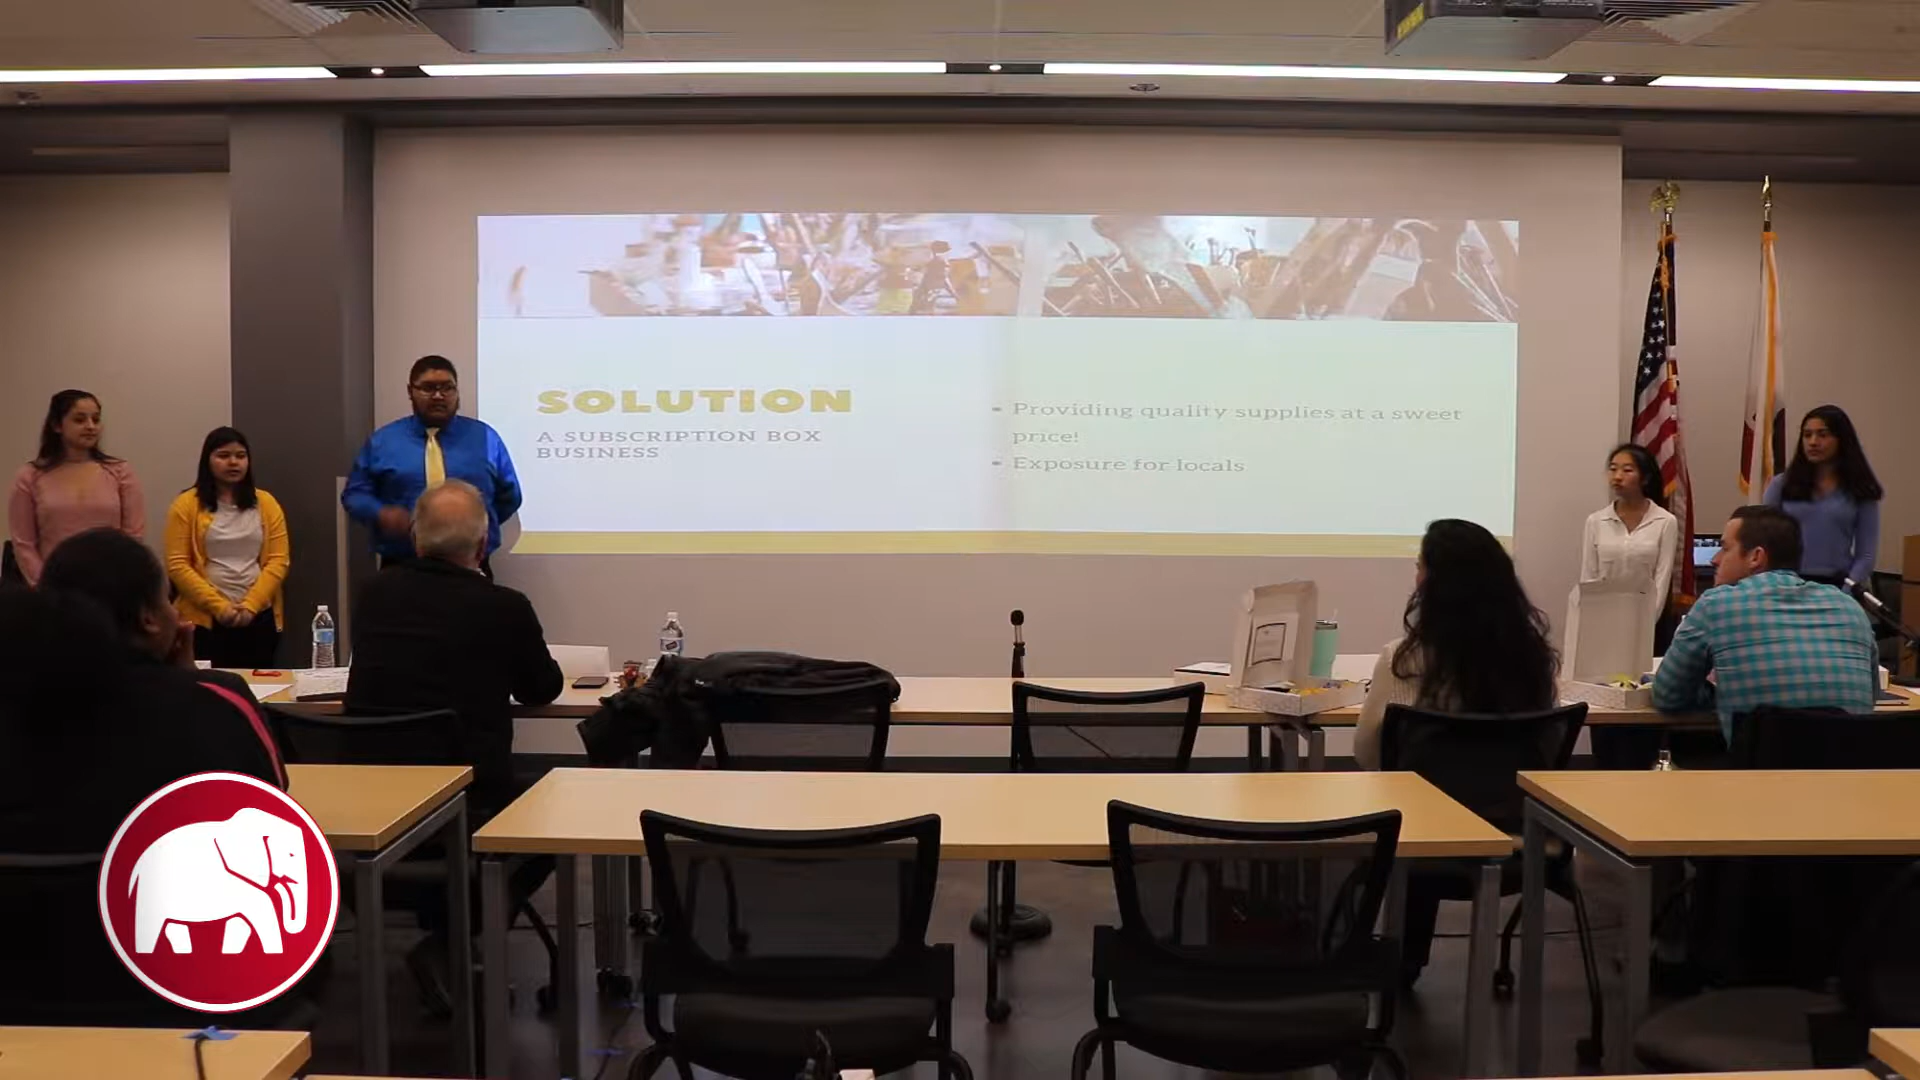 SOLUTION
A SUBSCRIPTION BOX
BUSINESS
• Providing quality supplies at a sweet
price!
• Exposure for locals